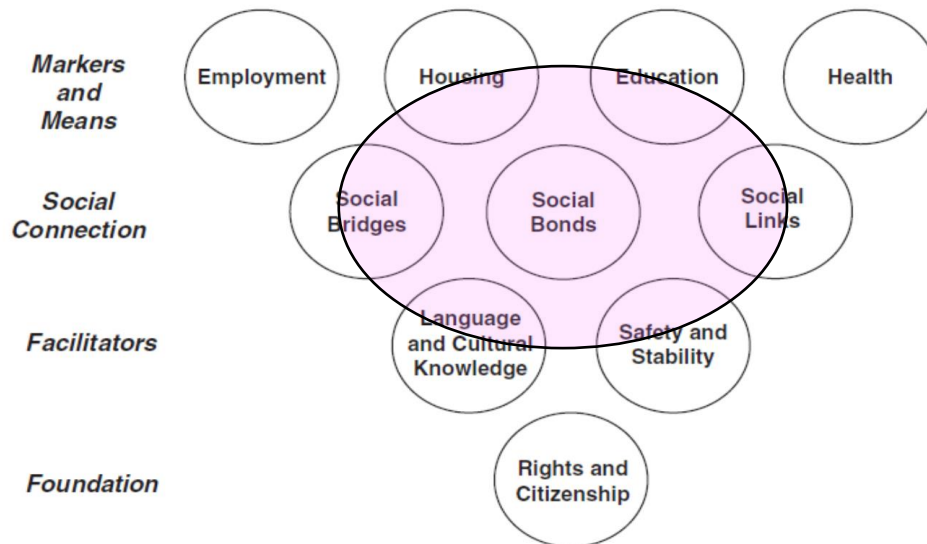 Markers
and
Means
Employment
Housing
Education
Health
Social
Connection
Social
Bridges
Social
Bonds
Social
Links
Facilitators
Language
and Cultural
Knowledge
Safety and
Stability
Foundation
Rights and
Citizenship